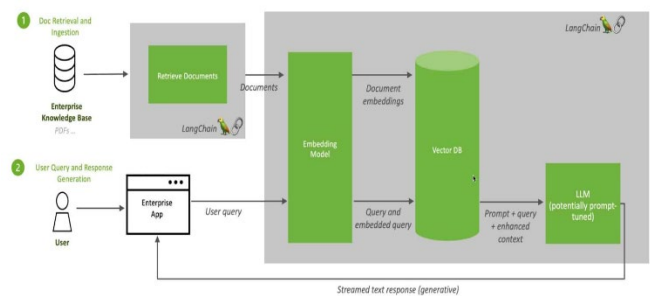 1
Doc Retrieval and
Ingestion
Enterprise
Knowledge Base
PDFs ...
Retrieve Documents
LangChain
Documents
LangChain
Embedding
Model
Document
embeddings
Vector DB
2
User Query and Response
Generation
User
Enterprise
App
User query
Query and
embedded query
Prompt + query
+ enhanced
context
LLM
(potentially prompt-
tuned)
Streamed text response (generative)